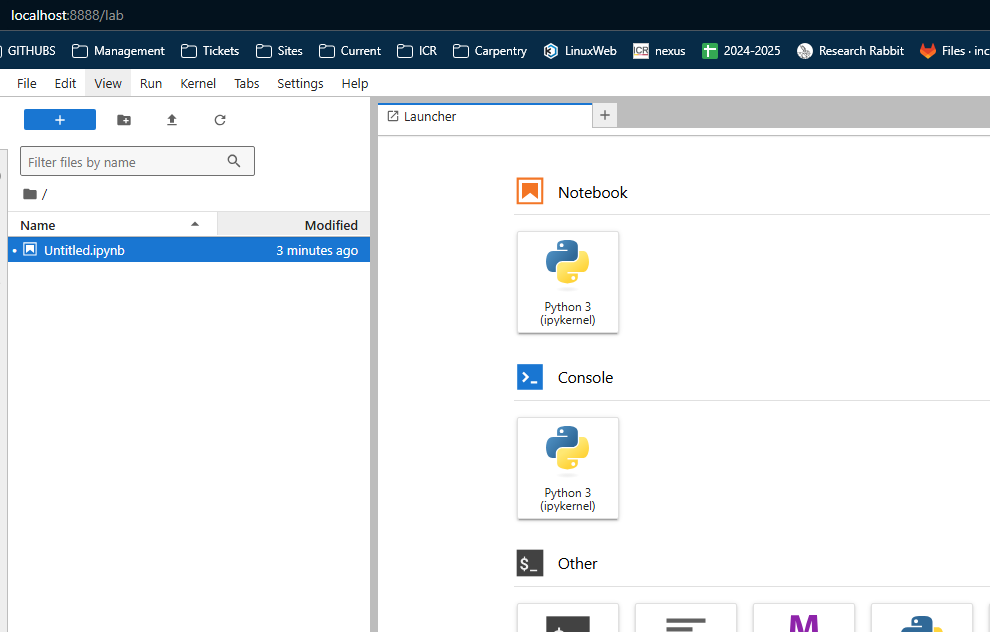 localhost:8888/lab
GITHUBS Management Tickets Sites Current ICR Carpentry LinuxWeb ICR nexus 2024-2025 Research Rabbit Files · inc
File Edit View Run Kernel Tabs Settings Help
+
Launcher +
Filter files by name
/
Name Modified
Untitled.ipynb 3 minutes ago
Notebook
Python 3
(ipykernel)
>_ Console
Python 3
(ipykernel)
$_ Other
M